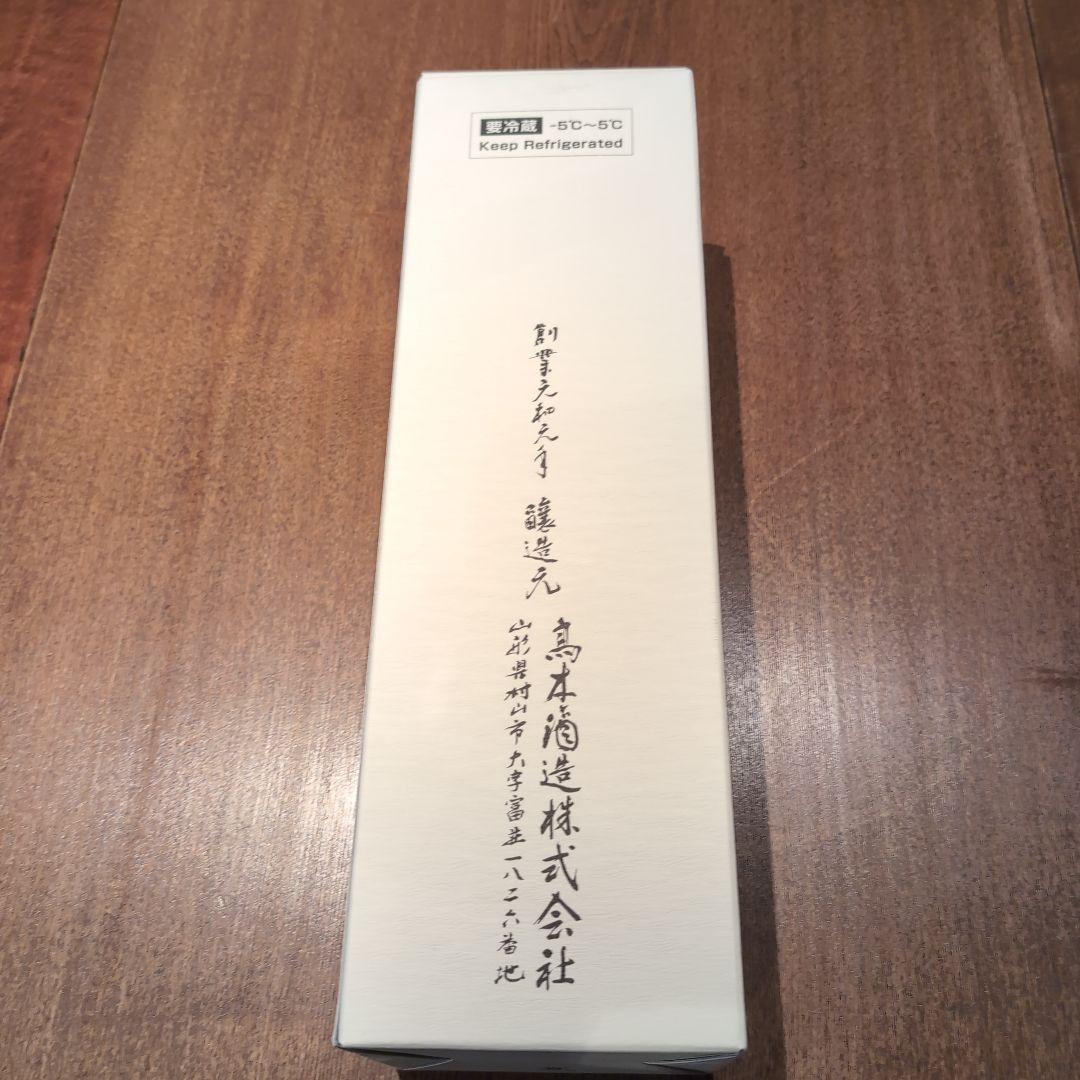 要冷蔵 -5℃～5℃
Keep Refrigerated
創業元和元年 醸造元
高木酒造株式会社
山形県村山市大字富並一八二六番地